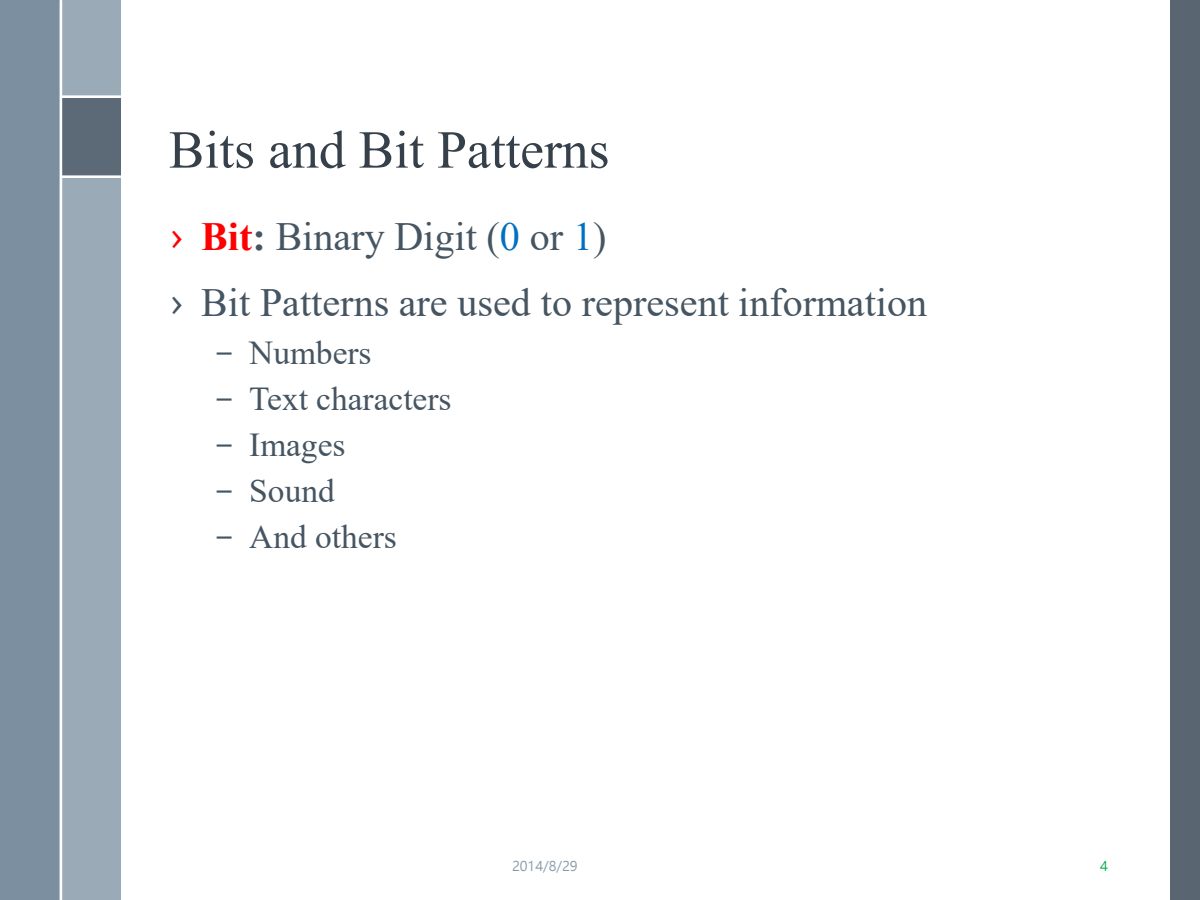 Bits and Bit Patterns
› Bit: Binary Digit (0 or 1)
› Bit Patterns are used to represent information
– Numbers
– Text characters
– Images
– Sound
– And others
2014/8/29
4